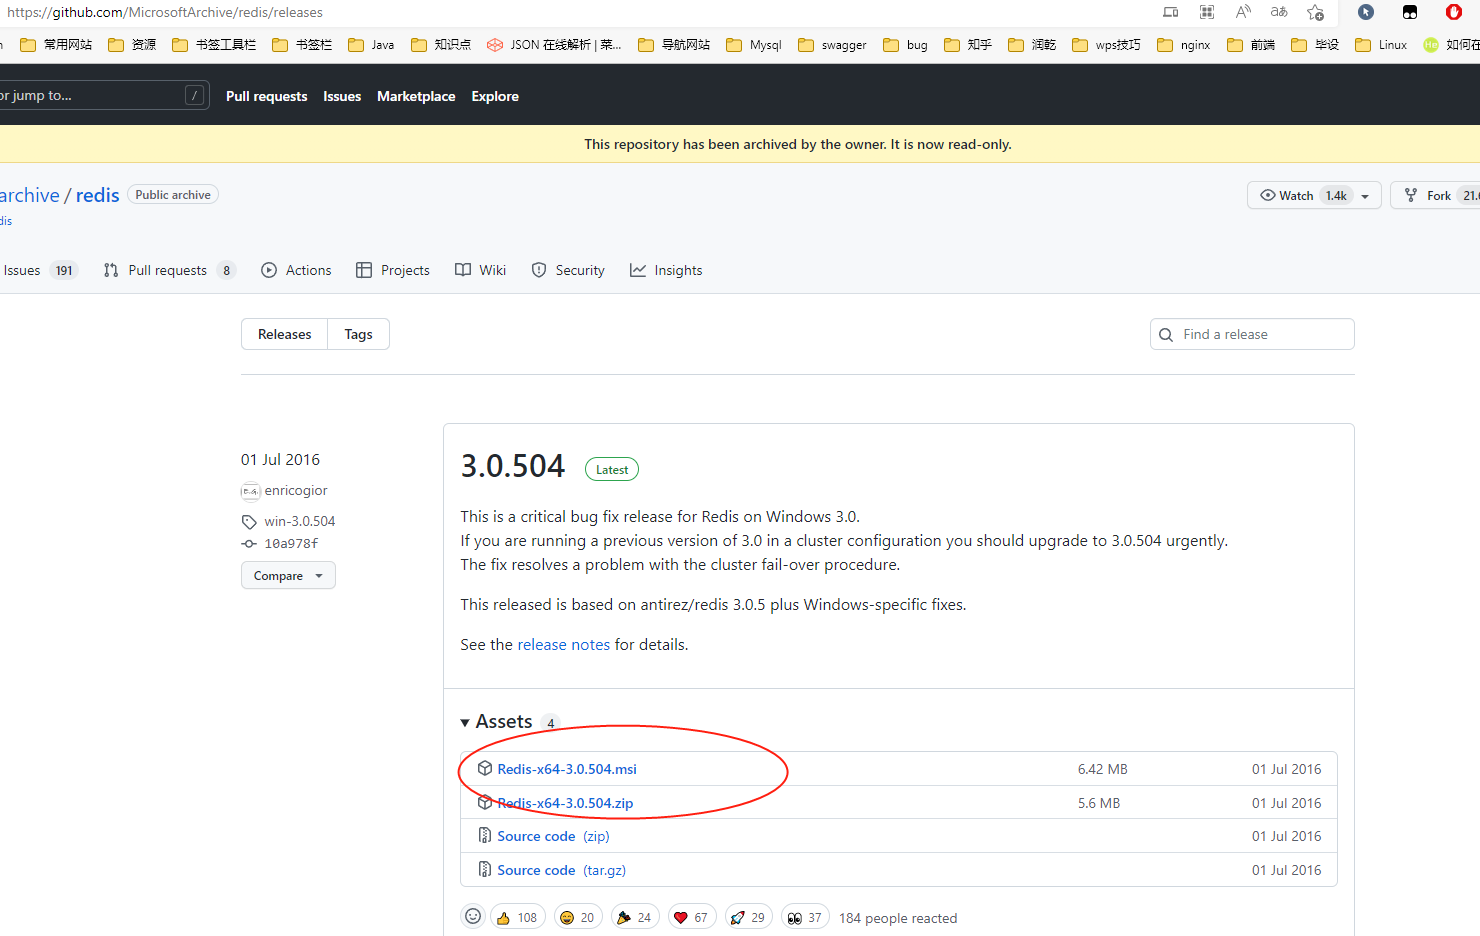 https://github.com/MicrosoftArchive/redis/releases
常用网站 资源 书签工具栏 书签栏 Java 知识点 JSON 在线解析 | 菜... 导航网站 Mysql swagger bug 知乎 润乾 wps技巧 nginx 前端 毕设 Linux 如何在
or jump to... / Pull requests Issues Marketplace Explore
This repository has been archived by the owner. It is now read-only.
archive / redis Public archive Watch 1.4k Fork 21.6
dis
Issues 191 Pull requests 8 Actions Projects Wiki Security Insights
Releases Tags Find a release
01 Jul 2016
enricogior
win-3.0.504
10a978f
Compare
3.0.504 Latest
This is a critical bug fix release for Redis on Windows 3.0.
If you are running a previous version of 3.0 in a cluster configuration you should upgrade to 3.0.504 urgently.
The fix resolves a problem with the cluster fail-over procedure.
This released is based on antirez/redis 3.0.5 plus Windows-specific fixes.
See the release notes for details.
Assets 4
Redis-x64-3.0.504.msi 6.42 MB 01 Jul 2016
Redis-x64-3.0.504.zip 5.6 MB 01 Jul 2016
Source code (zip) 01 Jul 2016
Source code (tar.gz) 01 Jul 2016
108 20 24 67 29 37 184 people reacted